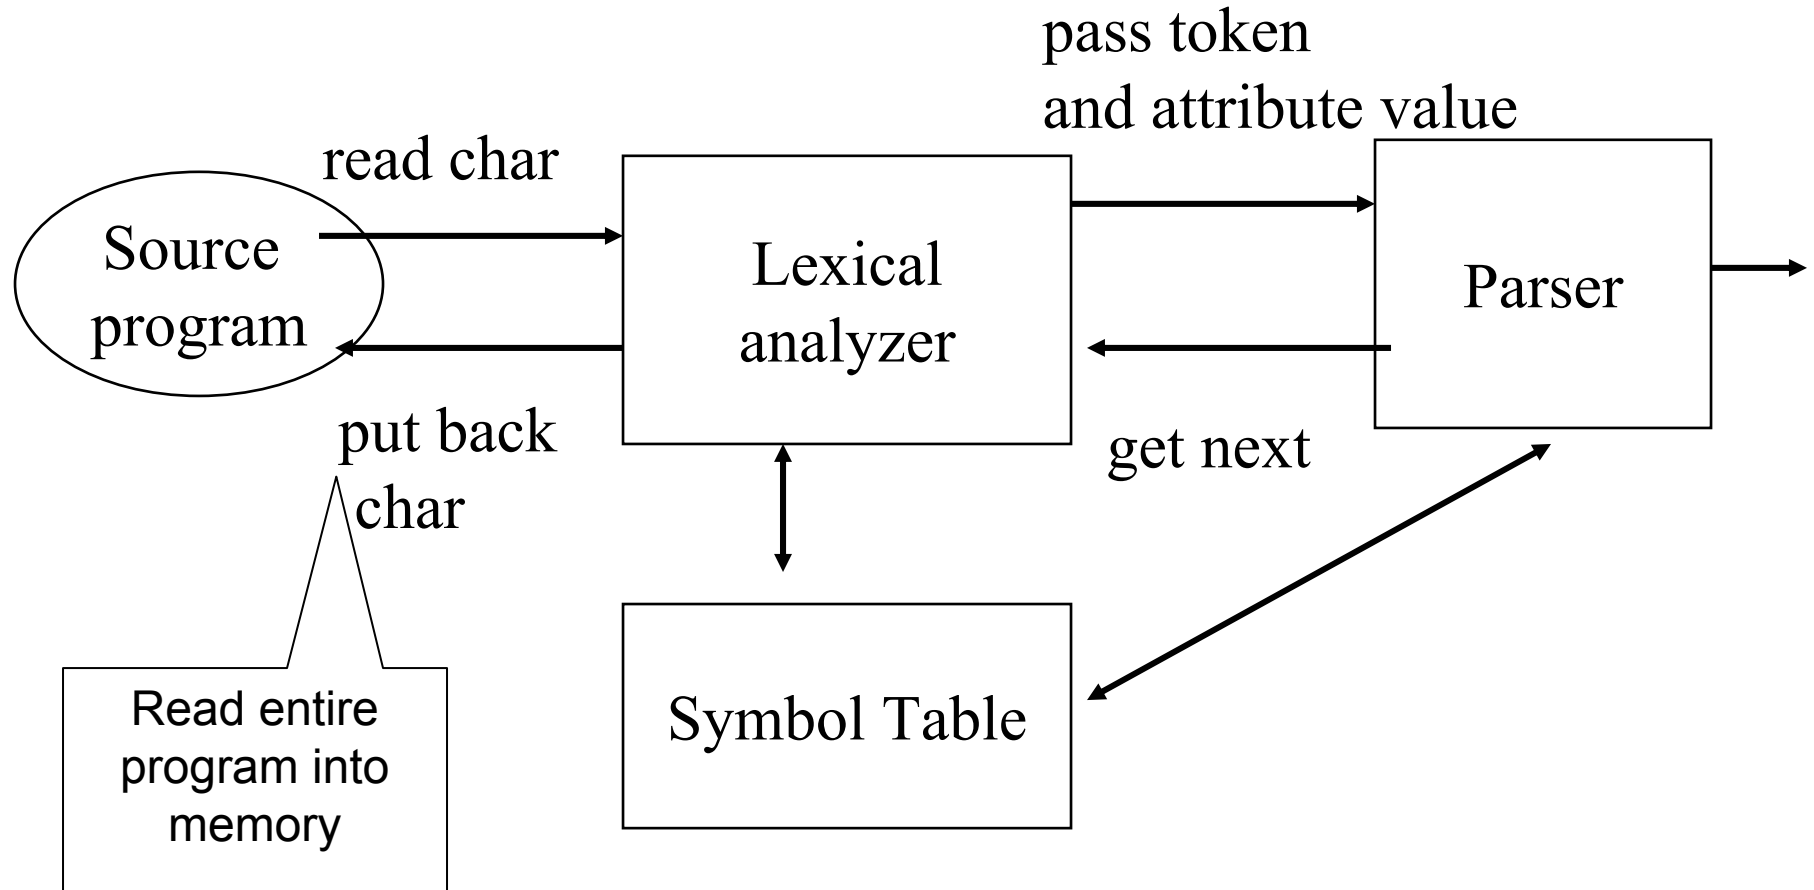 pass token
and attribute value
read char
Source
program
Lexical
analyzer
Parser
put back
char
get next
Symbol Table
Read entire
program into
memory